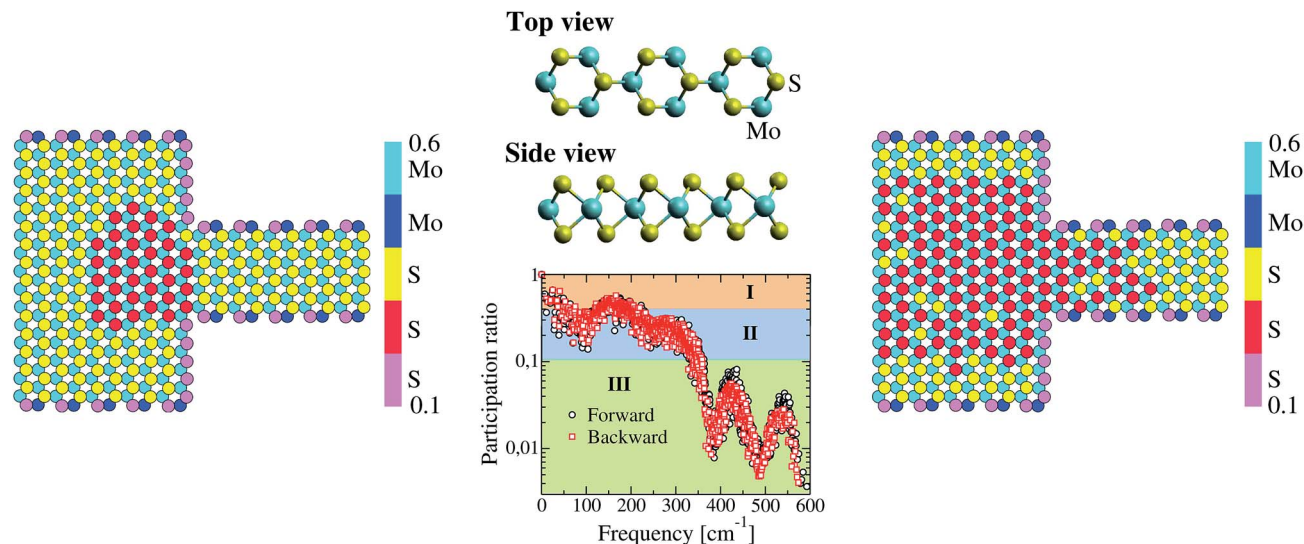 0.6
Mo
Mo
S
S
S
0.1
Top view
S
Mo
Side view
Participation ratio
1
0.1
0,01
I
II
III
Forward
Backward
0 100 200 300 400 500 600
Frequency [cm⁻¹]
0.6
Mo
Mo
S
S
S
0.1